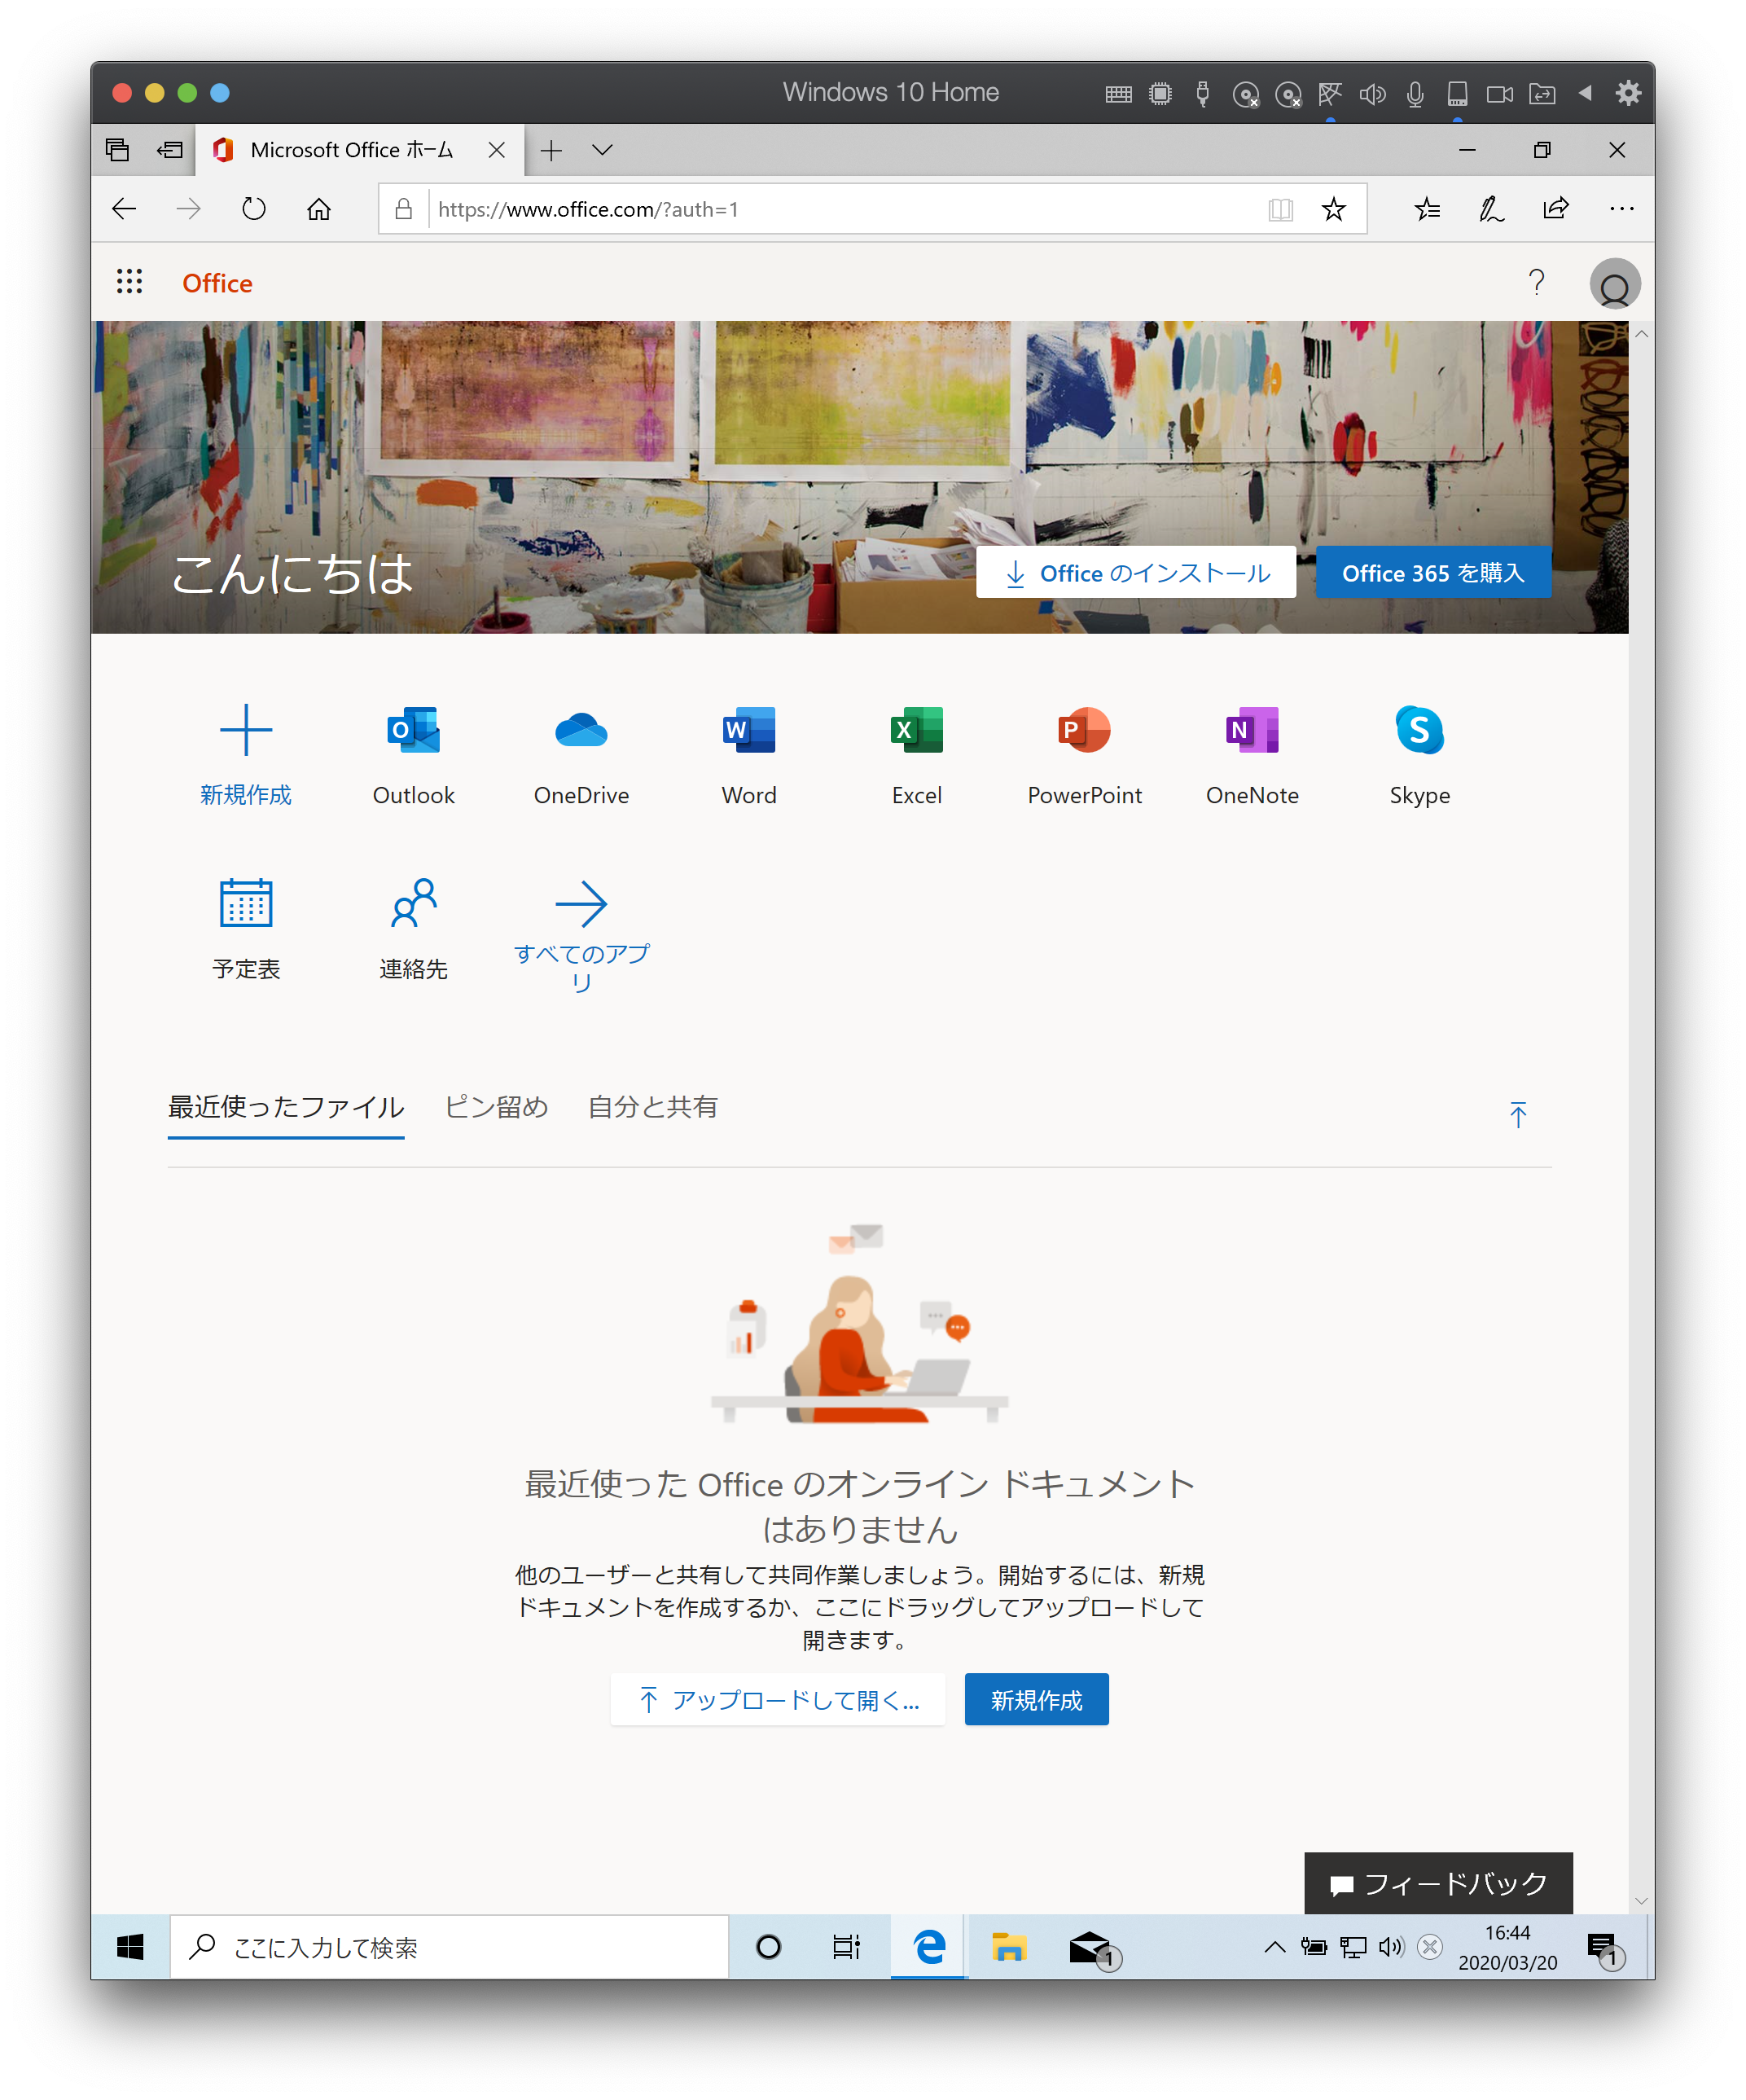 Windows 10 Home
Microsoft Office ホーム
https://www.office.com/?auth=1
Office
?
こんにちは
Office のインストール
Office 365 を購入
新規作成
Outlook
OneDrive
Word
Excel
PowerPoint
OneNote
Skype
予定表
連絡先
すべてのアプ
リ
最近使ったファイル
ピン留め
自分と共有
最近使った Office のオンライン ドキュメント
はありません
他のユーザーと共有して共同作業しましょう。開始するには、新規
ドキュメントを作成するか、ここにドラッグしてアップロードして
開きます。
アップロードして開く...
新規作成
フィードバック
ここに入力して検索
1
16:44
2020/03/20
1